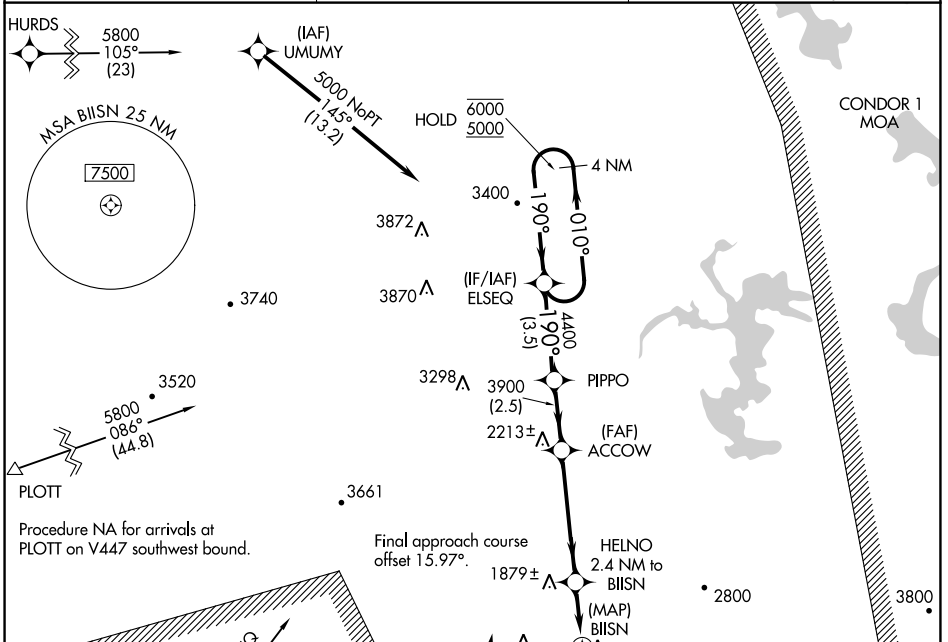 HURDS
5800
105°
(23)
(IAF)
UMUMY
5000 NoPT
145°
(13.2)
HOLD
6000
5000
4 NM
CONDOR 1
MOA
MSA BIISN 25 NM
7500
3400
190°
010°
3872
(IF/IAF)
ELSEQ
3870
3740
4400
190°
(3.5)
3298
3900
(2.5)
PIPPO
3520
5800
086°
(44.8)
2213±
(FAF)
ACCOW
PLOTT
3661
Procedure NA for arrivals at
PLOTT on V447 southwest bound.
Final approach course
offset 15.97°.
HELNO
2.4 NM to
BIISN
1879±
2800
3800
(MAP)
BIISN